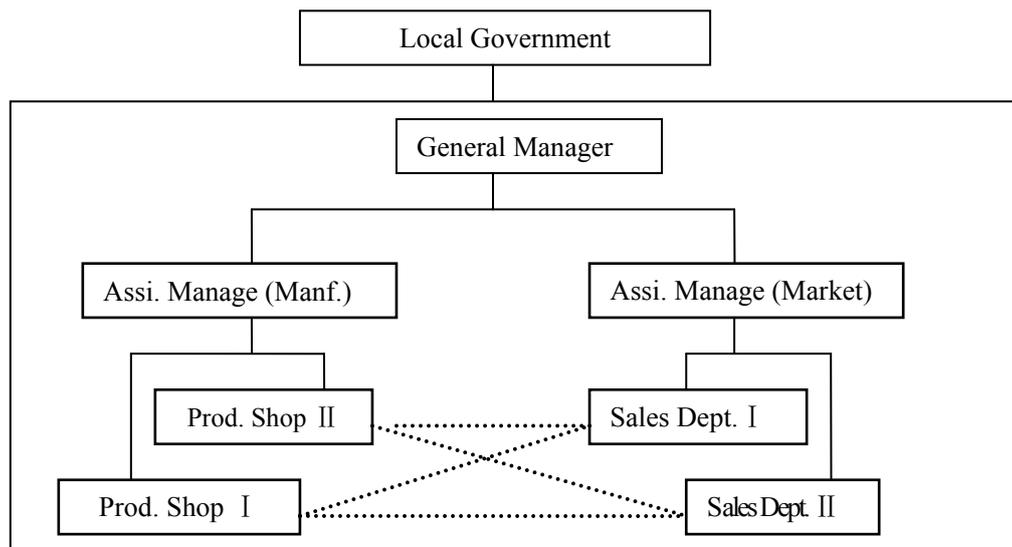 Local Government
General Manager
Assi. Manage (Manf.)
Assi. Manage (Market)
Prod. Shop Ⅱ
Sales Dept. Ⅰ
Prod. Shop Ⅰ
Sales Dept. Ⅱ